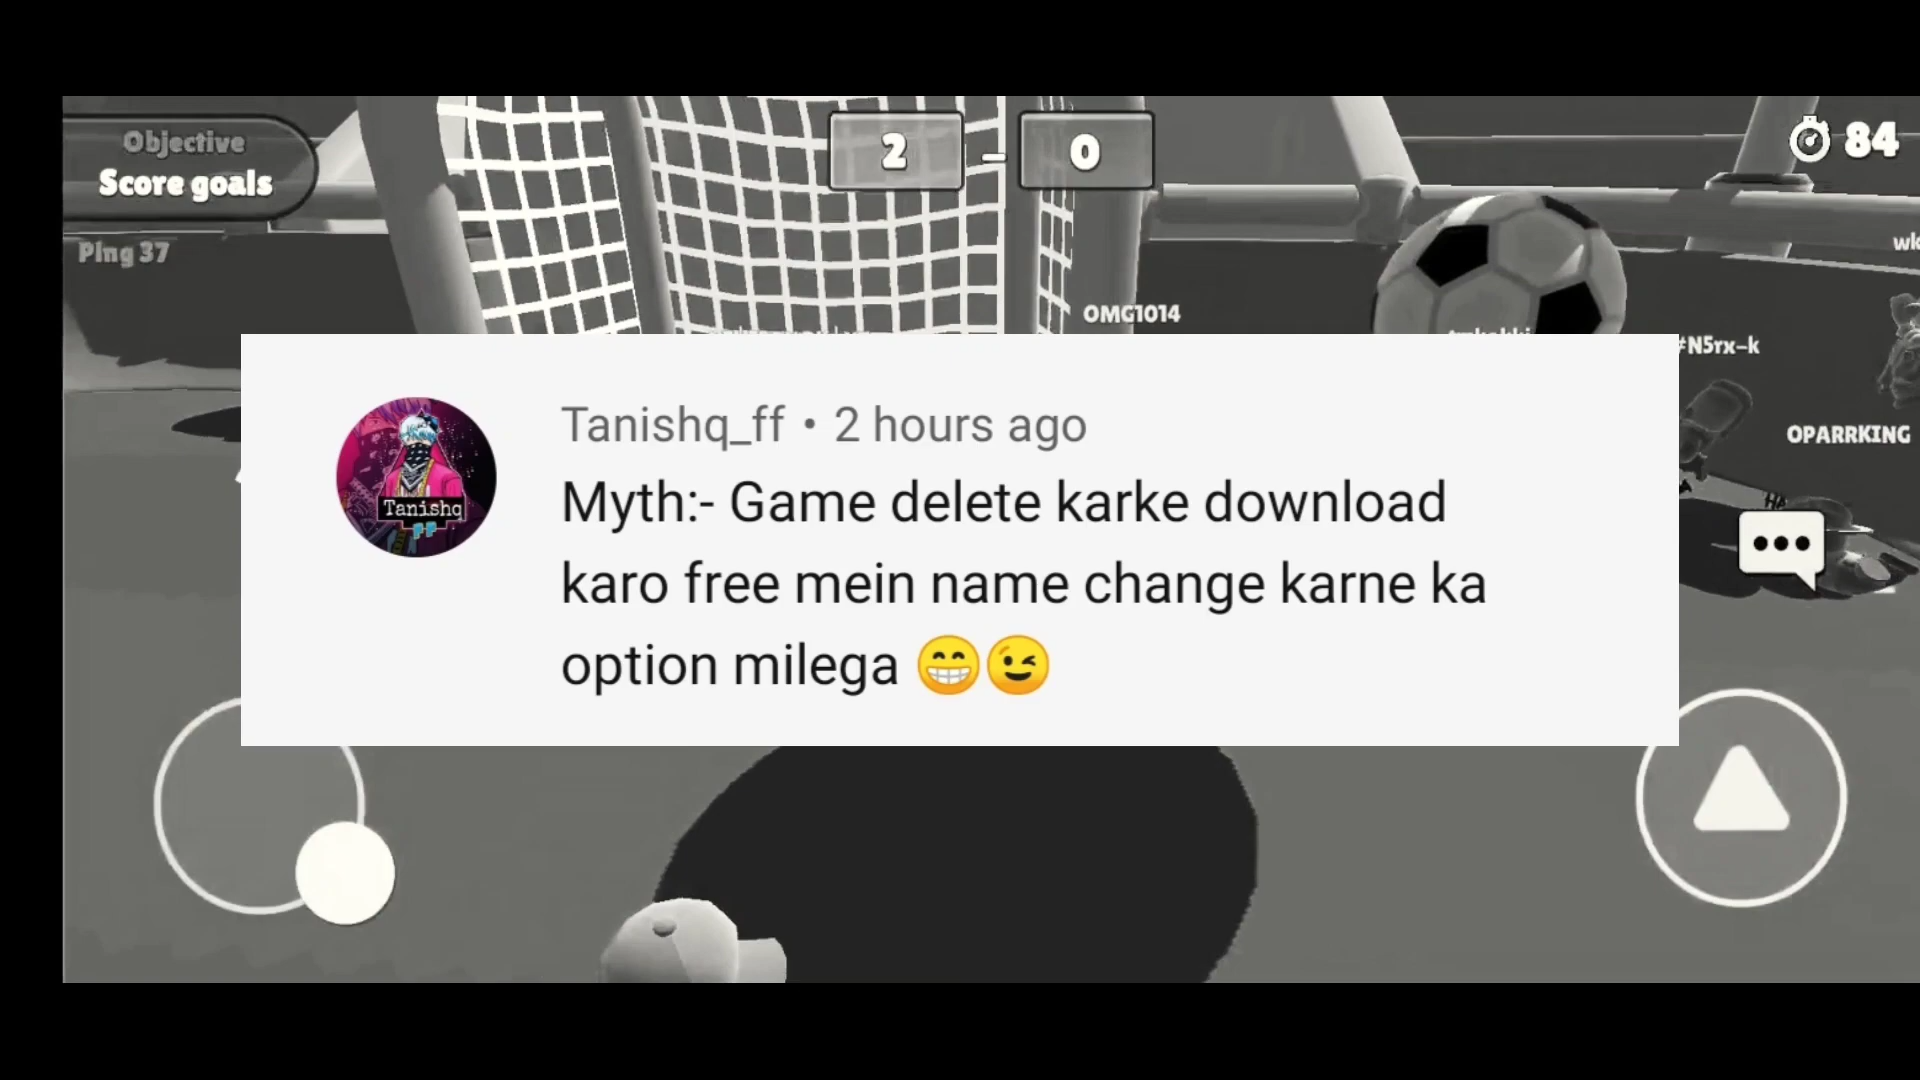 Objective
Score goals
2 - 0
84
Ping 37
wk
OMG1014
#N5rx-k
OPARRKING
Tanishq_ff • 2 hours ago
Myth:- Game delete karke download
karo free mein name change karne ka
option milega 😁😉
Tanishq
FF